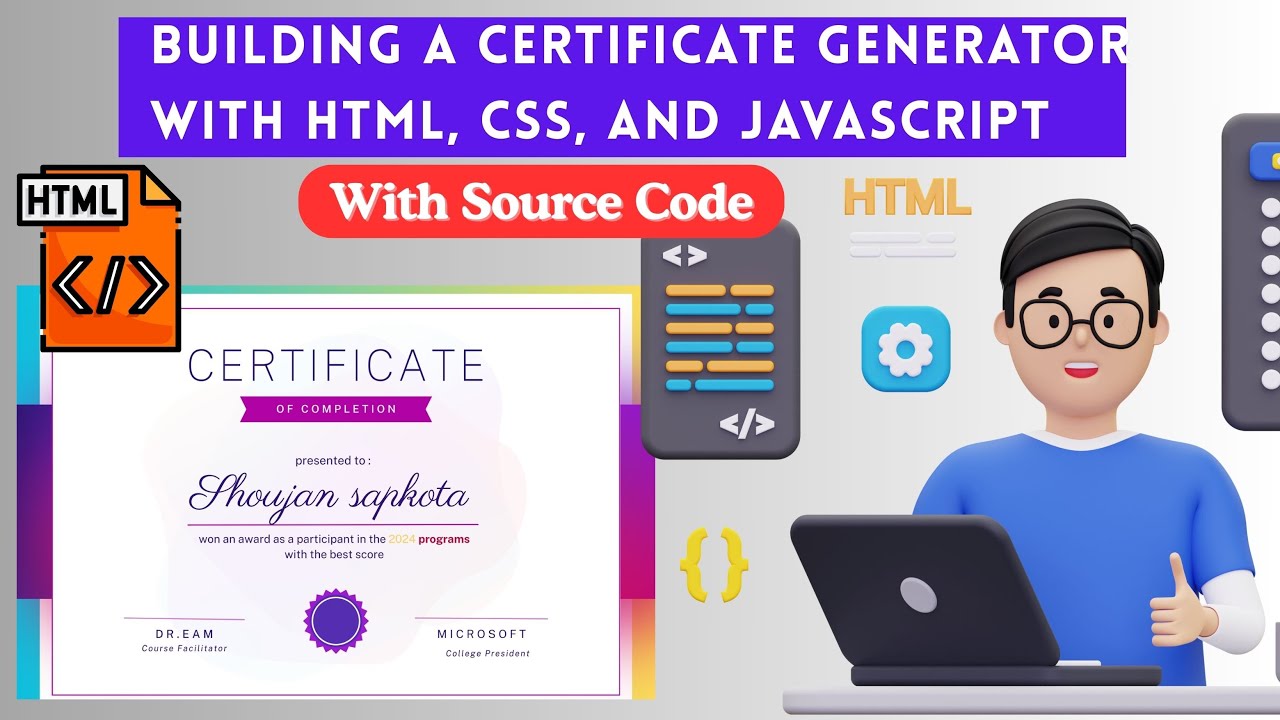 BUILDING A CERTIFICATE GENERATOR
WITH HTML, CSS, AND JAVASCRIPT
With Source Code
HTML
</>
HTML
<>
</>
CERTIFICATE
OF COMPLETION
presented to :
Shoujan sapkota
won an award as a participant in the 2024 programs
with the best score
{}
DR.EAM
Course Facilitator
MICROSOFT
College President